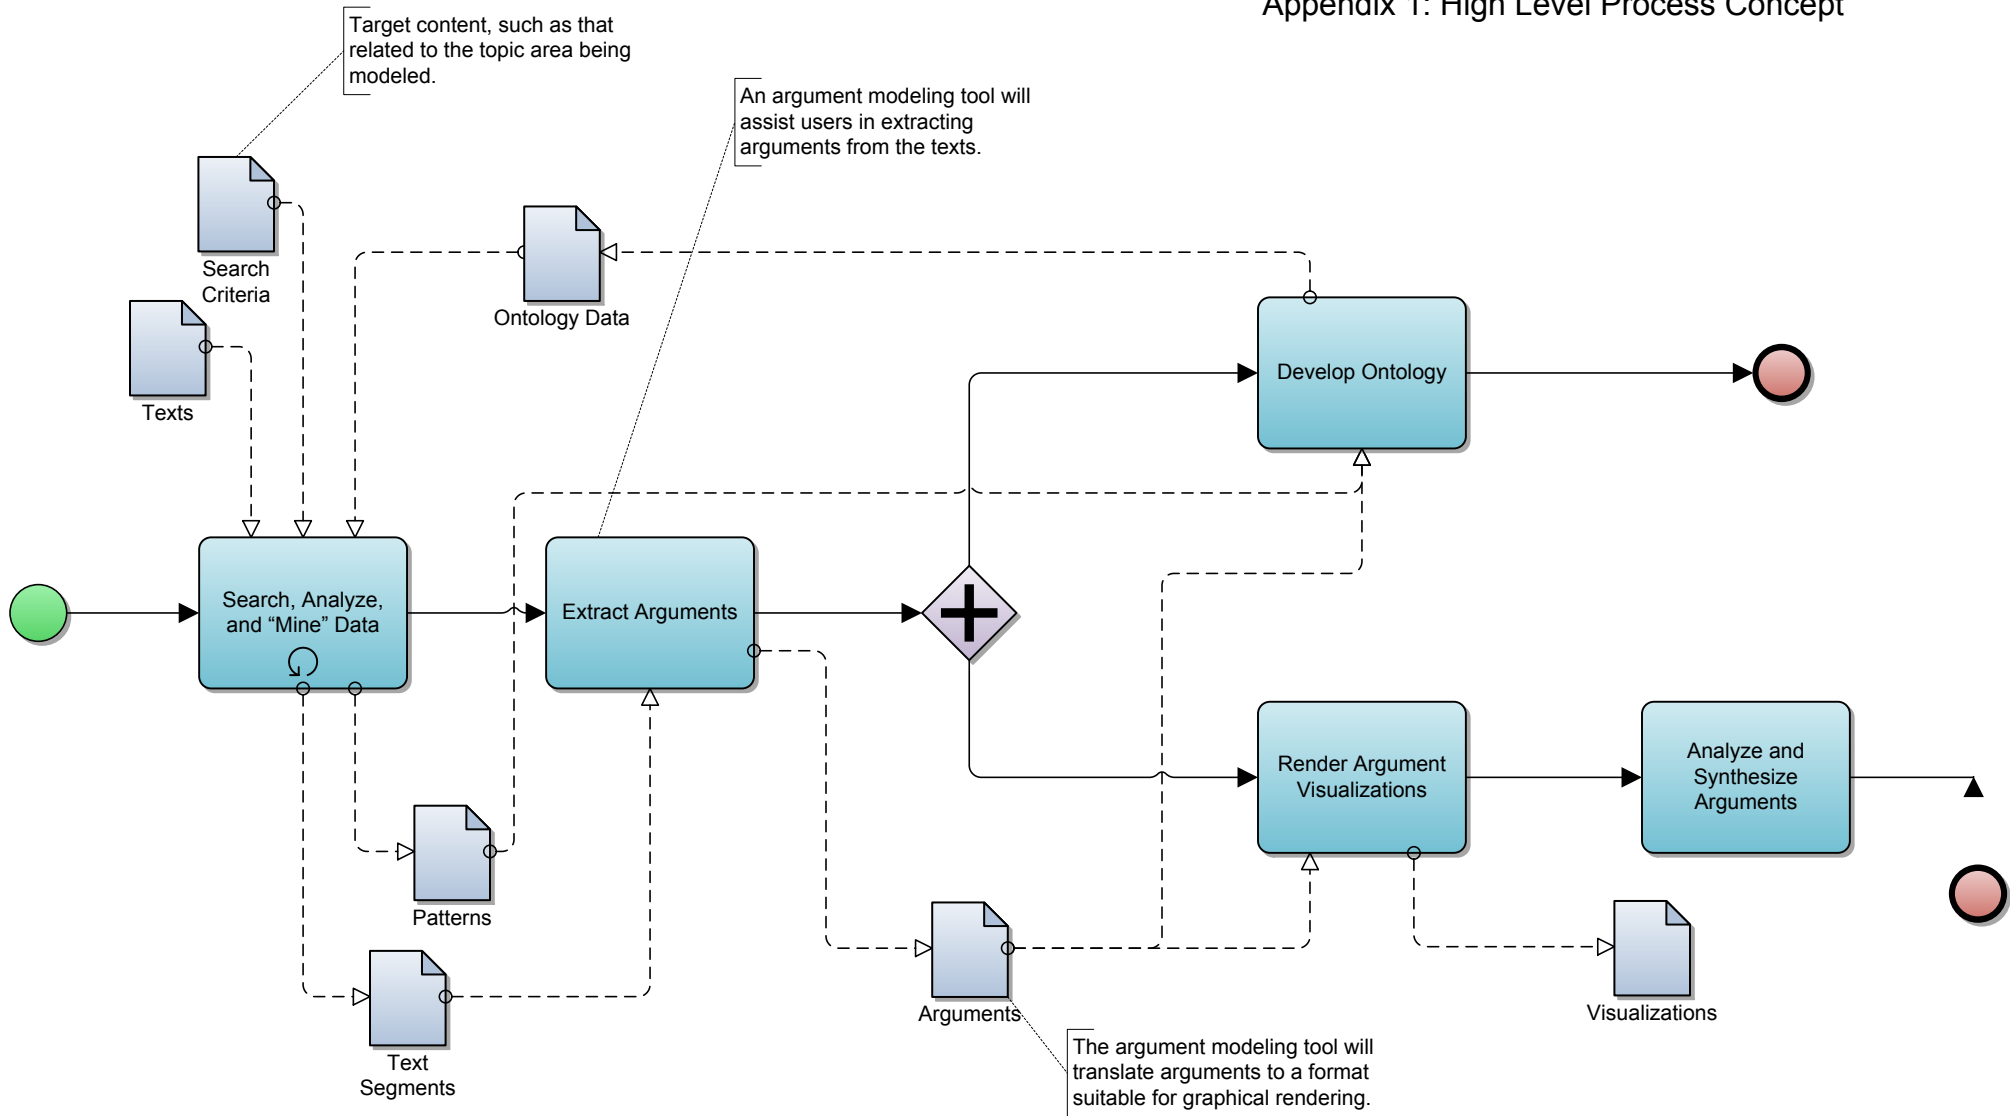 Appendix 1: High Level Process Concept
Target content, such as that
related to the topic area being
modeled.
An argument modeling tool will
assist users in extracting
arguments from the texts.
Search
Criteria
Ontology Data
Texts
Develop Ontology
Search, Analyze,
and “Mine” Data
Extract Arguments
Render Argument
Visualizations
Analyze and
Synthesize
Arguments
Patterns
Arguments
Visualizations
Text
Segments
The argument modeling tool will
translate arguments to a format
suitable for graphical rendering.